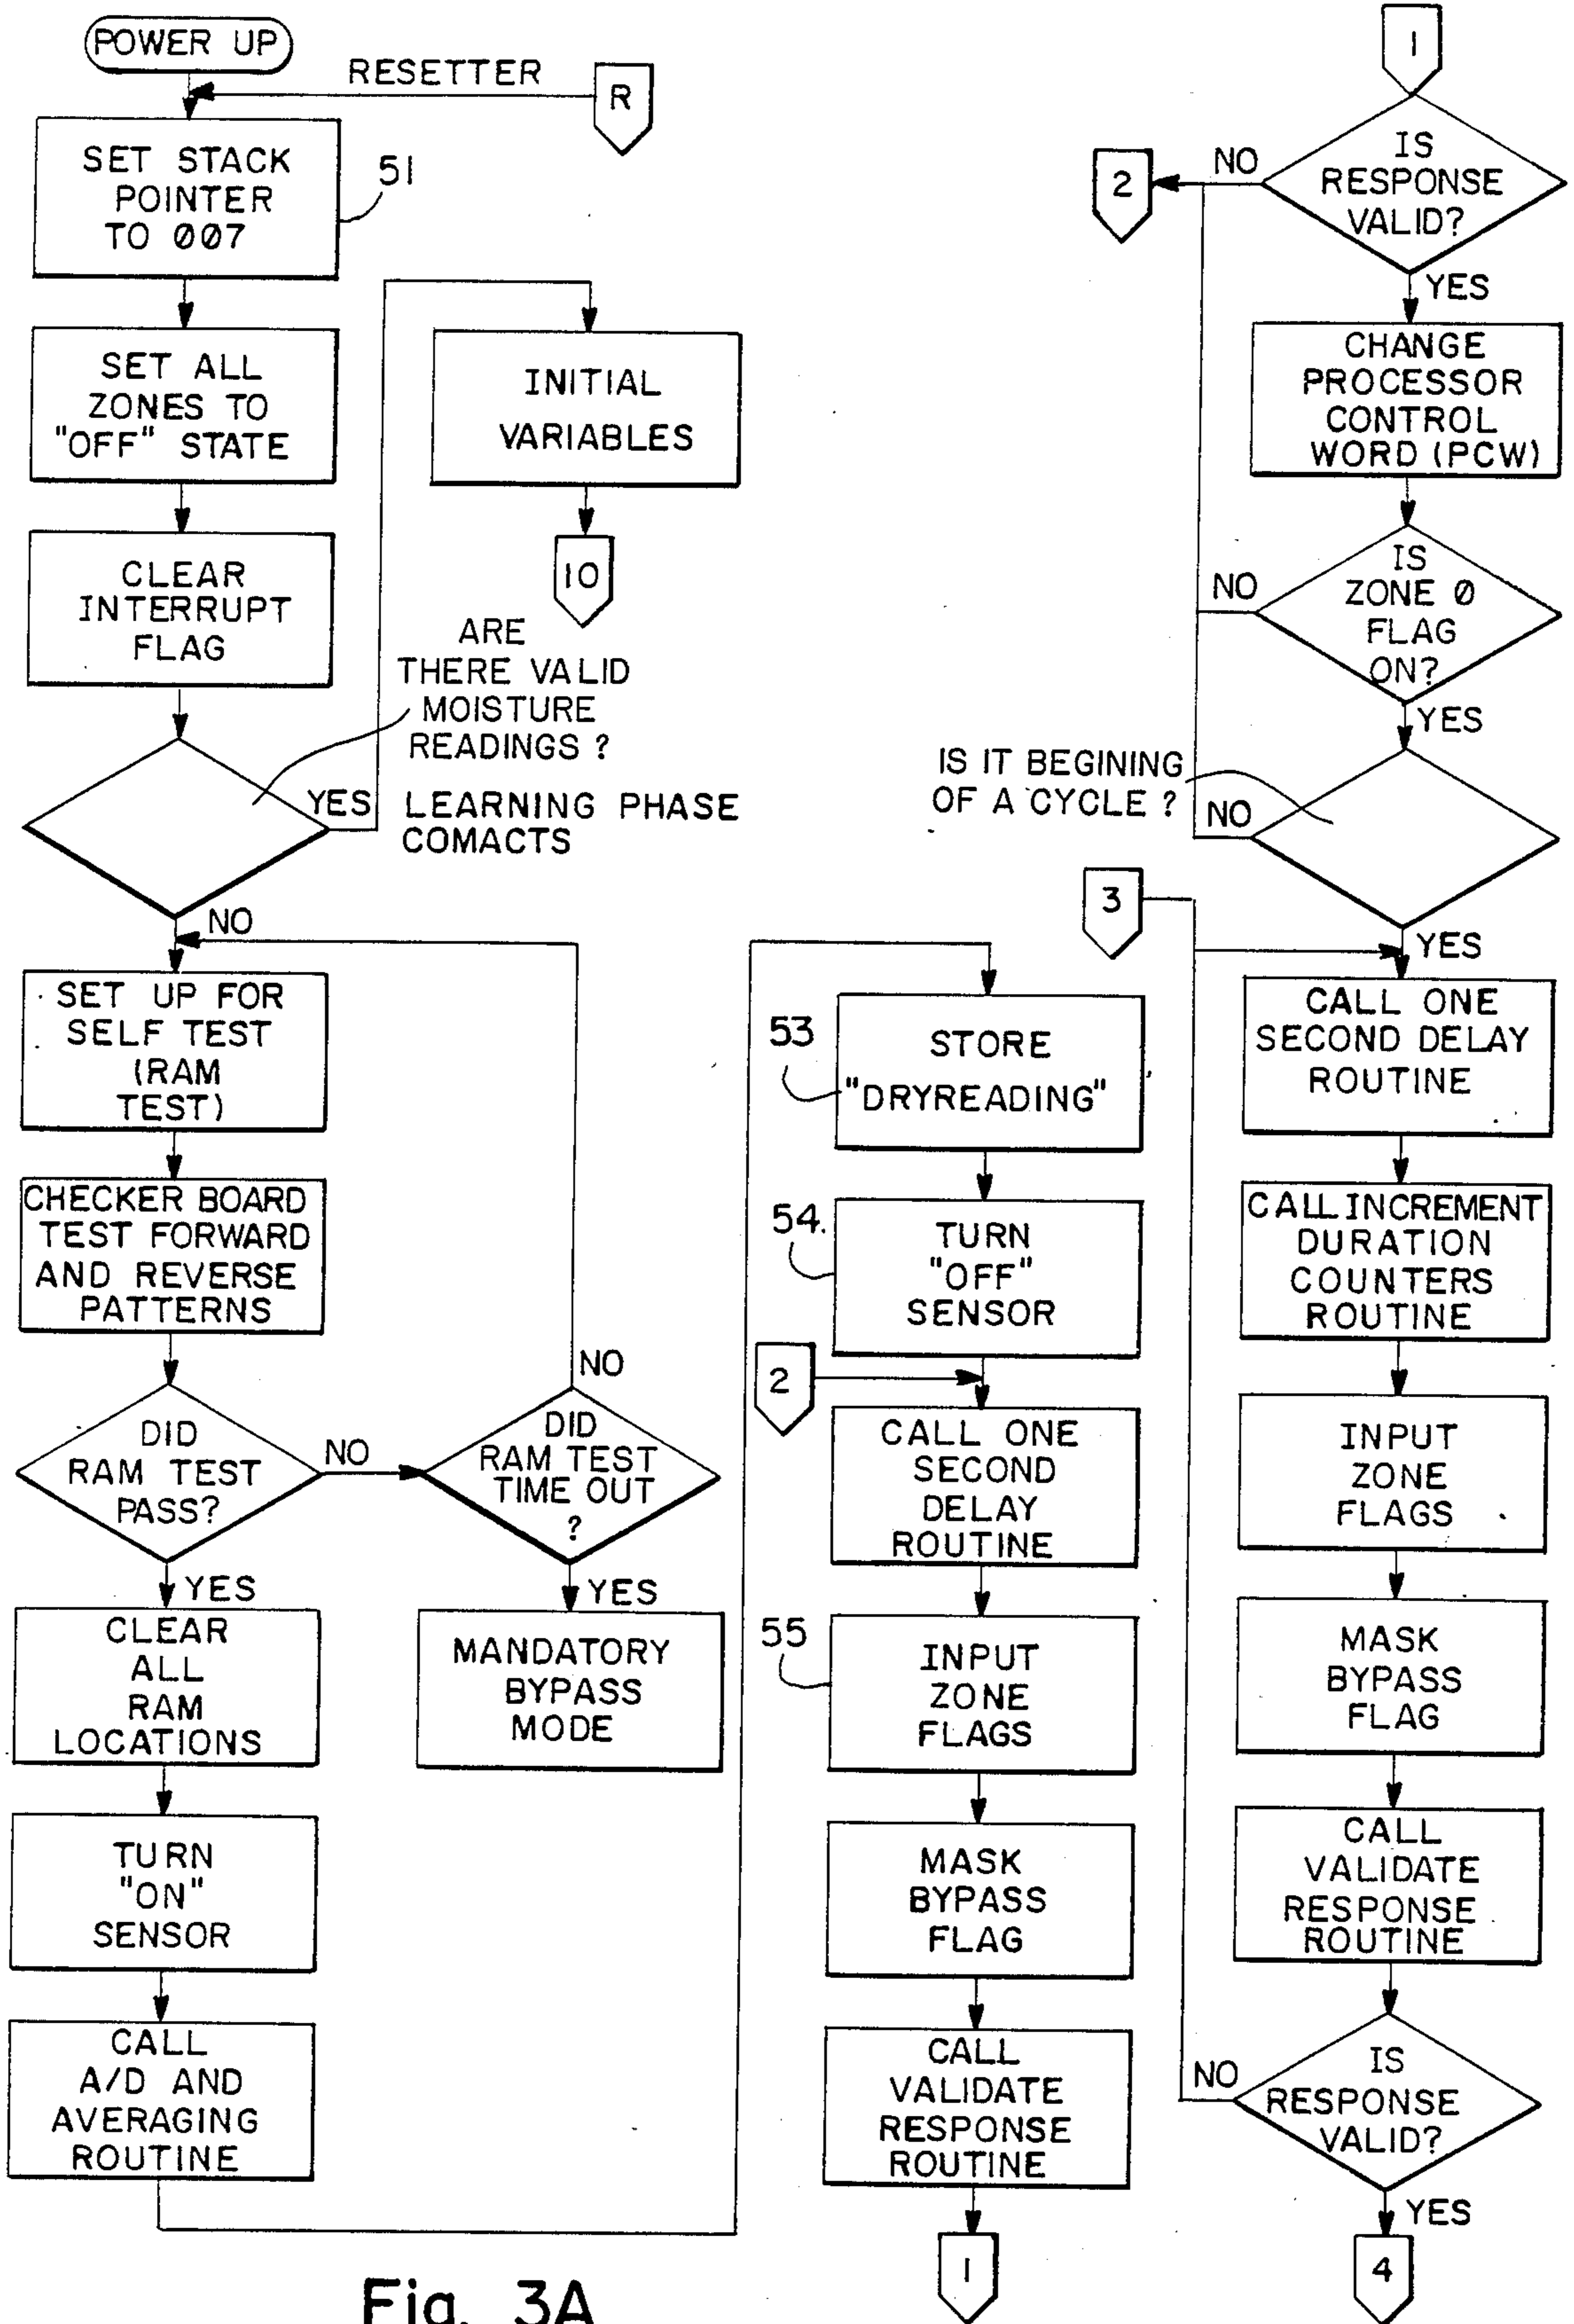 POWER UP
RESETTER
R
SET STACK
POINTER
TO 007
51
SET ALL
ZONES TO
"OFF" STATE
CLEAR
INTERRUPT
FLAG
ARE
THERE VALID
MOISTURE
READINGS ?
YES
LEARNING PHASE
COMACTS
INITIAL
VARIABLES
10
NO
SET UP FOR
SELF TEST
(RAM
TEST)
CHECKER BOARD
TEST FORWARD
AND REVERSE
PATTERNS
DID
RAM TEST
PASS?
NO
DID
RAM TEST
TIME OUT
?
NO
YES
MANDATORY
BYPASS
MODE
YES
CLEAR
ALL
RAM
LOCATIONS
TURN
"ON"
SENSOR
CALL
A/D AND
AVERAGING
ROUTINE
53
STORE
"DRYREADING"
54.
TURN
"OFF"
SENSOR
2
CALL ONE
SECOND
DELAY
ROUTINE
55
INPUT
ZONE
FLAGS
MASK
BYPASS
FLAG
CALL
VALIDATE
RESPONSE
ROUTINE
1
1
IS
RESPONSE
VALID?
NO
2
YES
CHANGE
PROCESSOR
CONTROL
WORD (PCW)
IS
ZONE 0
FLAG
ON?
NO
YES
IS IT BEGINING
OF A CYCLE ?
NO
3
YES
CALL ONE
SECOND DELAY
ROUTINE
CALL INCREMENT
DURATION
COUNTERS
ROUTINE
INPUT
ZONE
FLAGS
MASK
BYPASS
FLAG
CALL
VALIDATE
RESPONSE
ROUTINE
IS
RESPONSE
VALID?
NO
YES
4
Fig. 3A